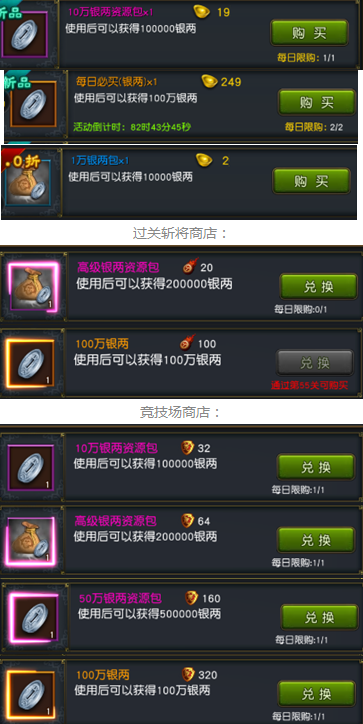 新品
10万银两资源包x1 19
使用后可以获得100000银两
购买
每日限购: 1/1
新品
每日必买(银两)x1 249
使用后可以获得100万银两
购买
活动倒计时: 82时43分45秒
每日限购: 2/2
.0折
1万银两包x1 2
使用后可以获得10000银两
购买
过关斩将商店：
高级银两资源包 20
使用后可以获得200000银两
兑换
每日限购:0/1
1
100万银两 100
使用后可以获得100万银两
兑换
通过第55关可购买
1
竞技场商店：
10万银两资源包 32
使用后可以获得100000银两
兑换
每日限购:1/1
1
高级银两资源包 64
使用后可以获得200000银两
兑换
每日限购:1/1
1
50万银两资源包 160
使用后可以获得500000银两
兑换
每日限购:1/1
1
100万银两 320
使用后可以获得100万银两
兑换
每日限购:1/1
1